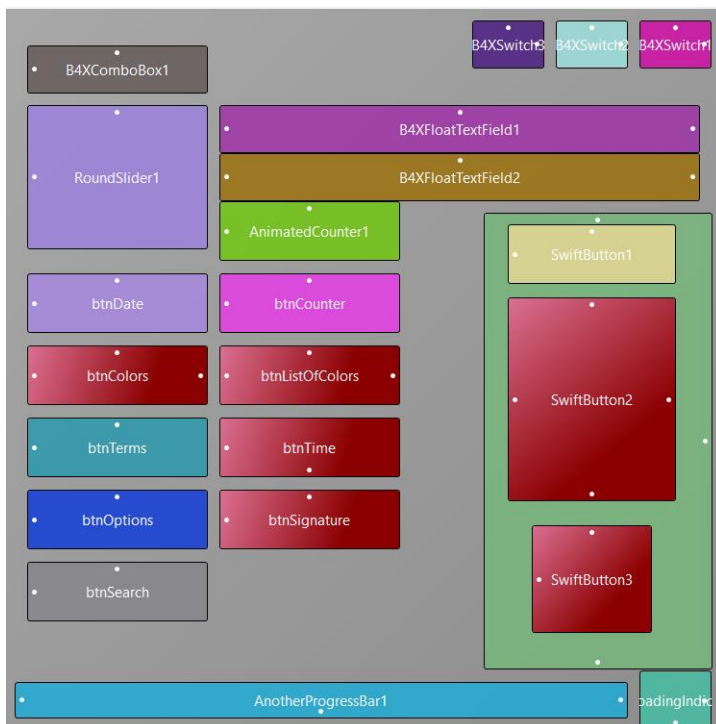 B4XSwitch3
B4XSwitch2
B4XSwitch1
B4XComboBox1
RoundSlider1
B4XFloatTextField1
B4XFloatTextField2
AnimatedCounter1
SwiftButton1
btnDate
btnCounter
btnColors
btnListOfColors
SwiftButton2
btnTerms
btnTime
btnOptions
btnSignature
btnSearch
SwiftButton3
AnotherProgressBar1
oadingIndic